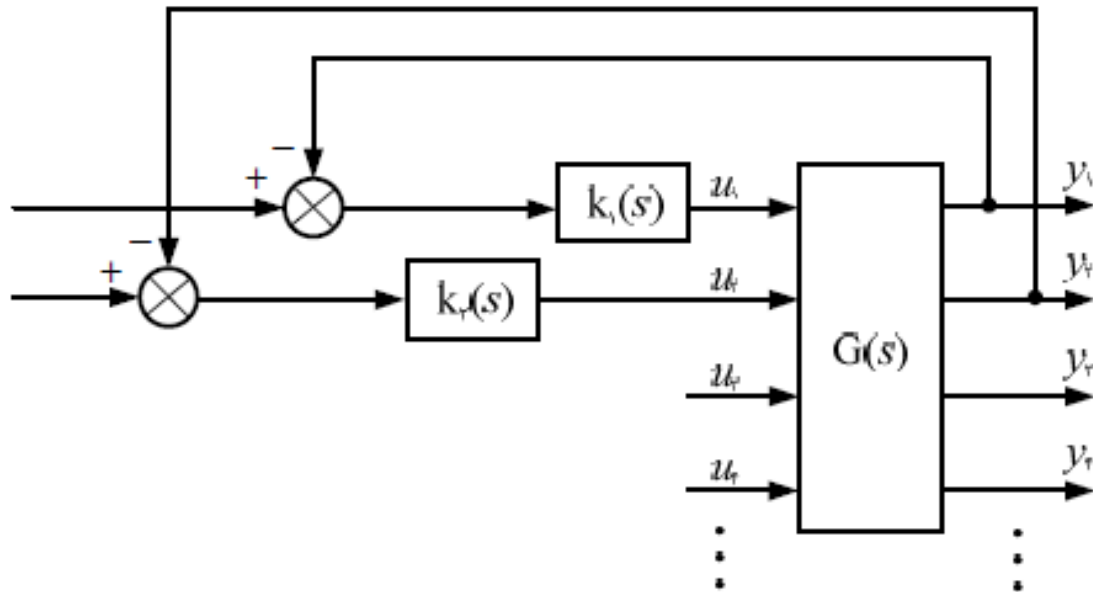 −
+ k۱(s) u۱ y۱
−
+ k۲(s) u۲ y۲
G(s)
u۳ y۳
u۴ y۴
⋮ ⋮